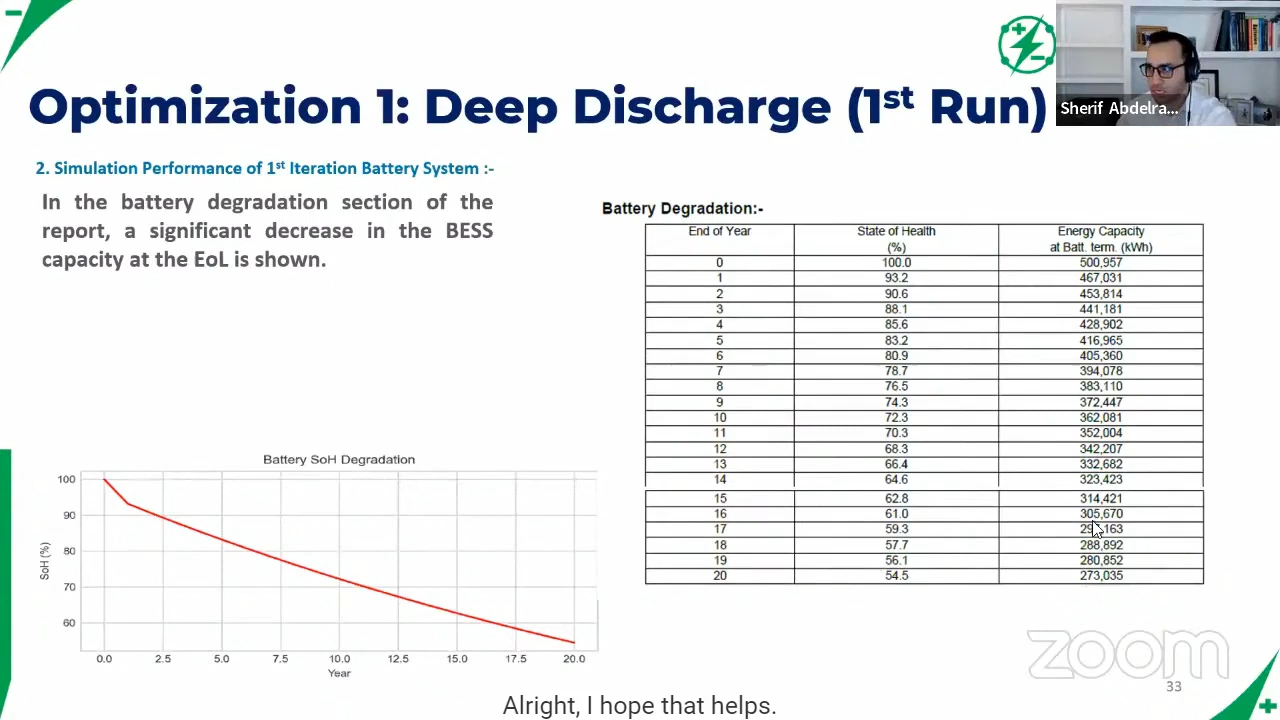 Optimization 1: Deep Discharge (1st Run)
Sherif Abdelra...
2. Simulation Performance of 1st Iteration Battery System :-
In the battery degradation section of the
report, a significant decrease in the BESS
capacity at the EoL is shown.
Battery Degradation:-
End of Year State of Health Energy Capacity
(%) at Batt. term. (kWh)
0 100.0 500,957
1 93.2 467,031
2 90.6 453,814
3 88.1 441,181
4 85.6 428,902
5 83.2 416,965
6 80.9 405,360
7 78.7 394,078
8 76.5 383,110
9 74.3 372,447
10 72.3 362,081
11 70.3 352,004
12 68.3 342,207
13 66.4 332,682
14 64.6 323,423
15 62.8 314,421
16 61.0 305,670
17 59.3
18 57.7 288,892
19 56.1 280,852
20 54.5 273,035
Battery SoH Degradation
SoH (%)
100
90
80
70
60
0.0 2.5 5.0 7.5 10.0 12.5 15.0 17.5 20.0
Year
zoom
33
Alright, I hope that helps.